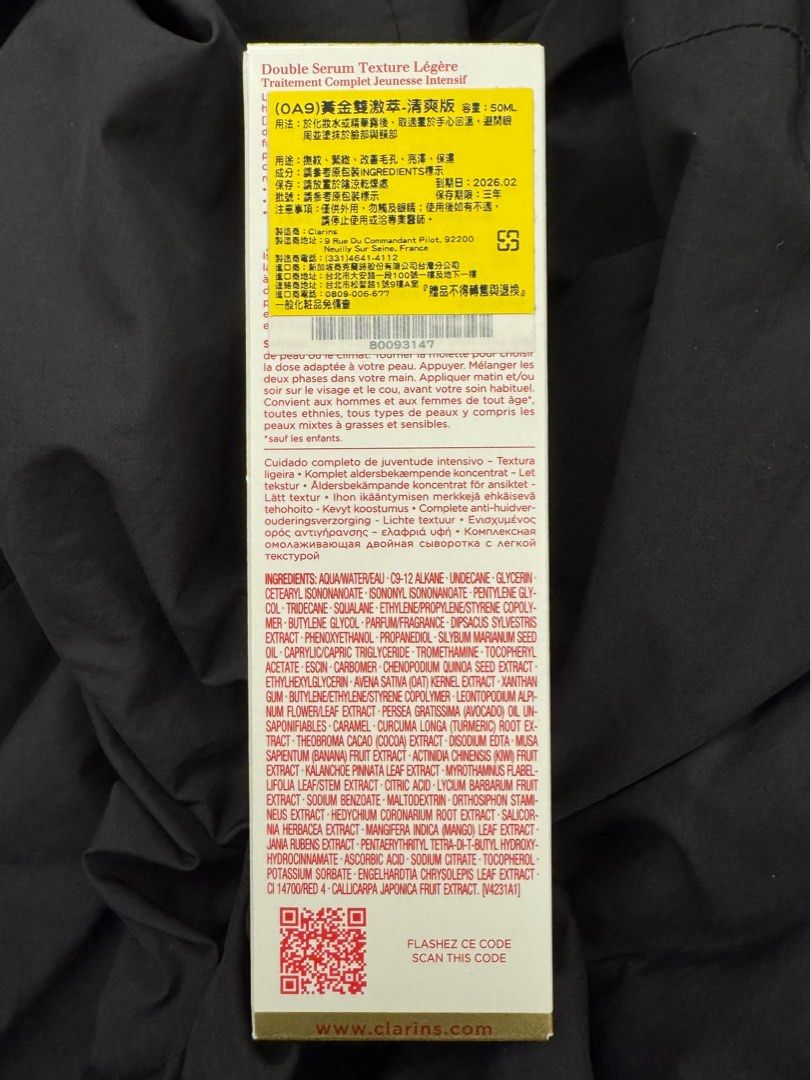 Double Serum Texture Légère
Traitement Complet Jeunesse Intensif
(0A9)黃金雙激萃-清爽版 容量：50ML
用法：於化妝水或精華露後，取適量於手心回溫，避開眼
周並塗抹於臉部與頸部
用途：撫紋、緊緻、改善毛孔、亮澤、保濕
成分：請參考原包裝INGREDIENTS標示
保存：請放置於陰涼乾燥處 到期日：2026.02
批號：請參考原包裝標示 保存期限：三年
注意事項：僅供外用，勿觸及眼睛；使用後如有不適，
請停止使用或洽專業醫師。
製造商：Clarins
製造商地址：9 Rue Du Commandant Pilot, 92200
Neuilly Sur Seine, France
製造商電話：(331)4641-4112
進口商：新加坡商克蘭詩股份有限公司台灣分公司
進口商地址：台北市大安路一段100號一樓及地下一樓
連絡商地址：台北市松智路1號9樓A室
進口商電話：0809-006-677 『贈品不得轉售與退換』
一般化粧品免備查
80093147
de peau ou le climat. Tourner la molette pour choisir
la dose adaptée à votre peau. Appuyer. Mélanger les
deux phases dans votre main. Appliquer matin et/ou
soir sur le visage et le cou, avant votre soin habituel.
Convient aux hommes et aux femmes de tout âge*,
toutes ethnies, tous types de peaux y compris les
peaux mixtes à grasses et sensibles.
*sauf les enfants.
Cuidado completo de juventude intensivo – Textura
ligeira • Komplet aldersbekæmpende koncentrat – Let
tekstur • Åldersbekämpande koncentrat för ansiktet -
Lätt textur • Ihon ikääntymisen merkkejä ehkäisevä
tehohoito - Kevyt koostumus • Complete anti-huidver-
ouderingsverzorging - Lichte textuur • Ενισχυμένος
ορός αντιγήρανσης – ελαφριά υφή • Комплексная
омолаживающая двойная сыворотка с легкой
текстурой
INGREDIENTS: AQUA/WATER/EAU · C9-12 ALKANE · UNDECANE · GLYCERIN ·
CETEARYL ISONONANOATE · ISONONYL ISONONANOATE · PENTYLENE GLY-
COL · TRIDECANE · SQUALANE · ETHYLENE/PROPYLENE/STYRENE COPOLY-
MER · BUTYLENE GLYCOL · PARFUM/FRAGRANCE · DIPSACUS SYLVESTRIS
EXTRACT · PHENOXYETHANOL · PROPANEDIOL · SILYBUM MARIANUM SEED
OIL · CAPRYLIC/CAPRIC TRIGLYCERIDE · TROMETHAMINE · TOCOPHERYL
ACETATE · ESCIN · CARBOMER · CHENOPODIUM QUINOA SEED EXTRACT ·
ETHYLHEXYLGLYCERIN · AVENA SATIVA (OAT) KERNEL EXTRACT · XANTHAN
GUM · BUTYLENE/ETHYLENE/STYRENE COPOLYMER · LEONTOPODIUM ALPI-
NUM FLOWER/LEAF EXTRACT · PERSEA GRATISSIMA (AVOCADO) OIL UN-
SAPONIFIABLES · CARAMEL · CURCUMA LONGA (TURMERIC) ROOT EX-
TRACT · THEOBROMA CACAO (COCOA) EXTRACT · DISODIUM EDTA · MUSA
SAPIENTUM (BANANA) FRUIT EXTRACT · ACTINIDIA CHINENSIS (KIWI) FRUIT
EXTRACT · KALANCHOE PINNATA LEAF EXTRACT · MYROTHAMNUS FLABEL-
LIFOLIA LEAF/STEM EXTRACT · CITRIC ACID · LYCIUM BARBARUM FRUIT
EXTRACT · SODIUM BENZOATE · MALTODEXTRIN · ORTHOSIPHON STAMI-
NEUS EXTRACT · HEDYCHIUM CORONARIUM ROOT EXTRACT · SALICOR-
NIA HERBACEA EXTRACT · MANGIFERA INDICA (MANGO) LEAF EXTRACT ·
JANIA RUBENS EXTRACT · PENTAERYTHRITYL TETRA-DI-T-BUTYL HYDROXY-
HYDROCINNAMATE · ASCORBIC ACID · SODIUM CITRATE · TOCOPHEROL ·
POTASSIUM SORBATE · ENGELHARDTIA CHRYSOLEPIS LEAF EXTRACT ·
CI 14700/RED 4 · CALLICARPA JAPONICA FRUIT EXTRACT. [V4231A1]
FLASHEZ CE CODE
SCAN THIS CODE
www.clarins.com